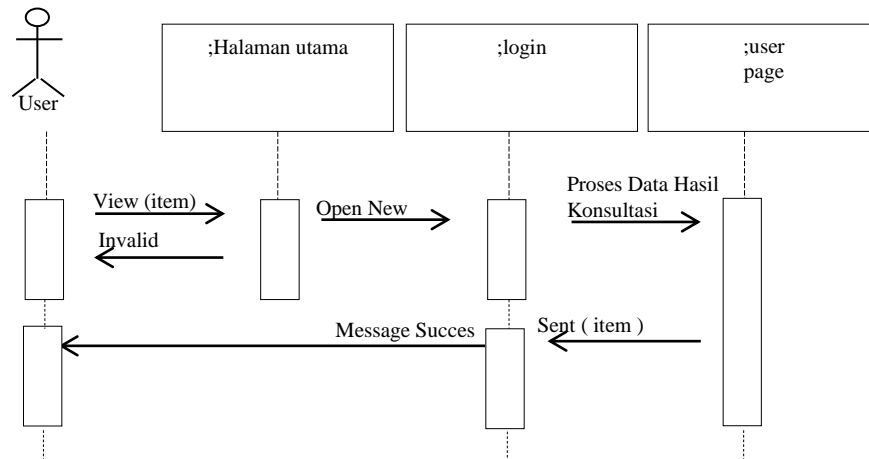 ;Halaman utama
;login
;user
page
User
View (item)
Open New
Proses Data Hasil
Konsultasi
Invalid
Message Succes
Sent ( item )